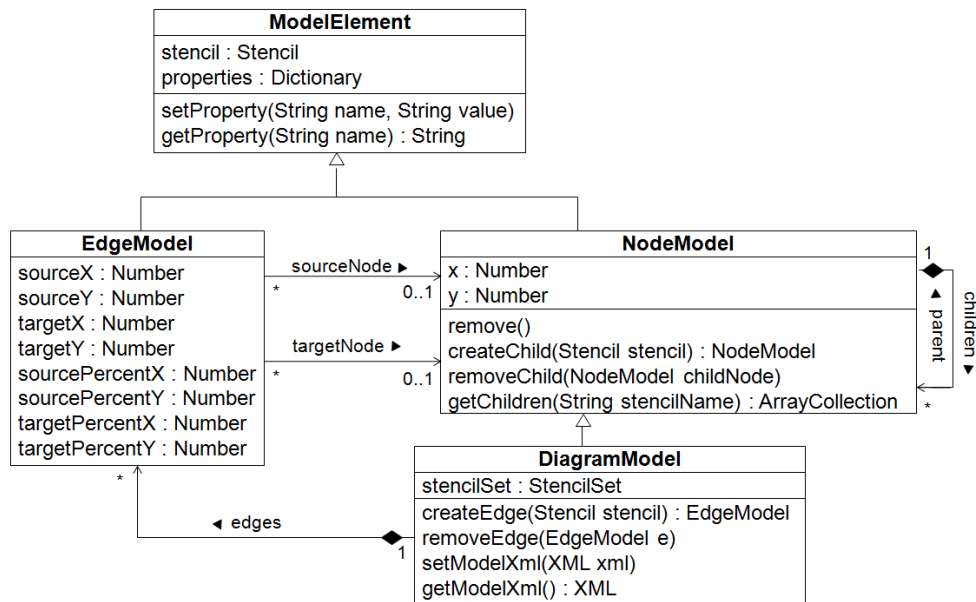 ModelElement
stencil : Stencil
properties : Dictionary
setProperty(String name, String value)
getProperty(String name) : String
EdgeModel
sourceX : Number
sourceY : Number
targetX : Number
targetY : Number
sourcePercentX : Number
sourcePercentY : Number
targetPercentX : Number
targetPercentY : Number
sourceNode ►
*
0..1
targetNode ►
*
0..1
NodeModel
x : Number
y : Number
remove()
createChild(Stencil stencil) : NodeModel
removeChild(NodeModel childNode)
getChildren(String stencilName) : ArrayCollection
1
◄ parent
children ►
*
DiagramModel
stencilSet : StencilSet
createEdge(Stencil stencil) : EdgeModel
removeEdge(EdgeModel e)
setModelXml(XML xml)
getModelXml() : XML
*
◄ edges
1